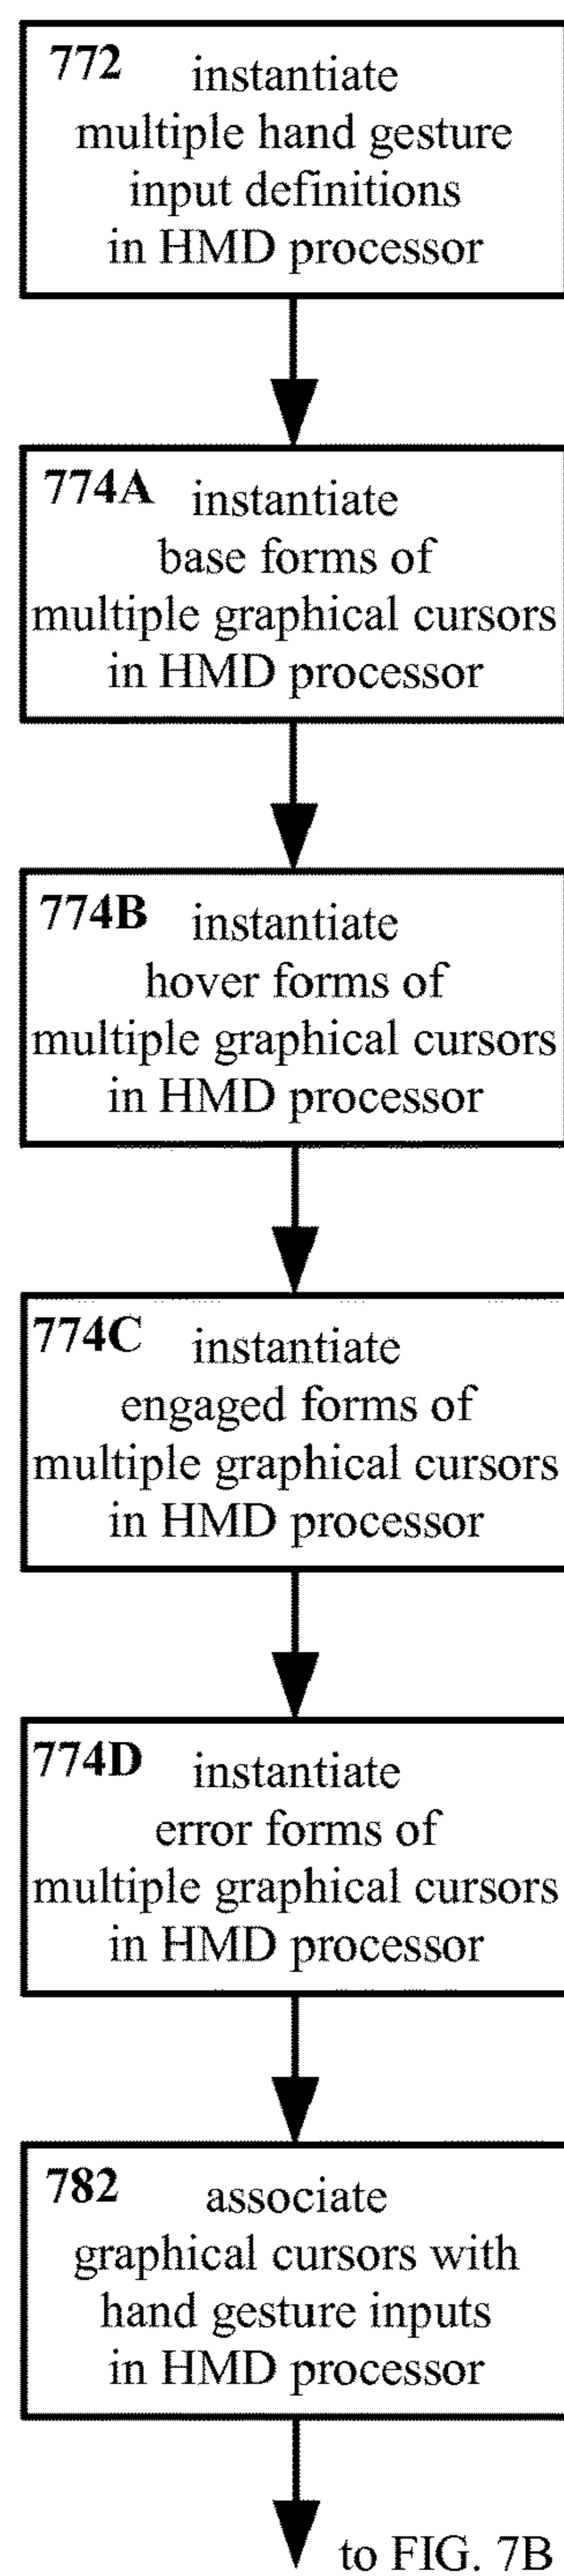 772 instantiate
multiple hand gesture
input definitions
in HMD processor
774A instantiate
base forms of
multiple graphical cursors
in HMD processor
774B instantiate
hover forms of
multiple graphical cursors
in HMD processor
774C instantiate
engaged forms of
multiple graphical cursors
in HMD processor
774D instantiate
error forms of
multiple graphical cursors
in HMD processor
782 associate
graphical cursors with
hand gesture inputs
in HMD processor
to FIG. 7B